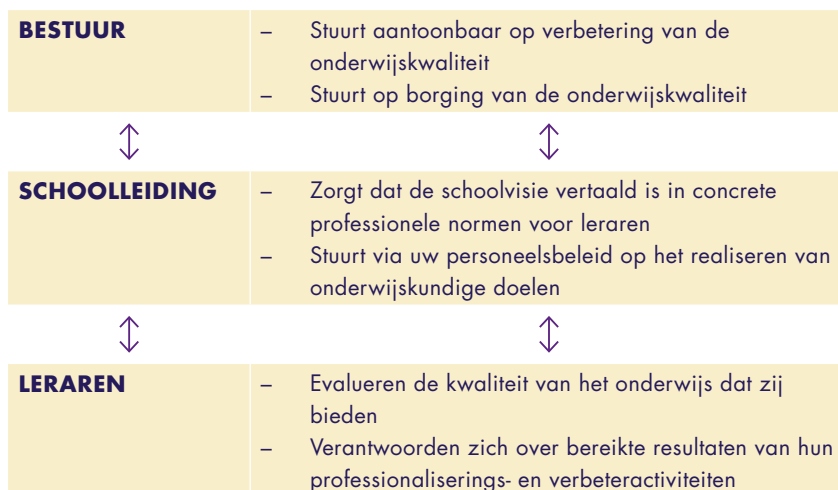 BESTUUR – Stuurt aantoonbaar op verbetering van de
onderwijskwaliteit
– Stuurt op borging van de onderwijskwaliteit
SCHOOLLEIDING – Zorgt dat de schoolvisie vertaald is in concrete
professionele normen voor leraren
– Stuurt via uw personeelsbeleid op het realiseren van
onderwijskundige doelen
LERAREN – Evalueren de kwaliteit van het onderwijs dat zij
bieden
– Verantwoorden zich over bereikte resultaten van hun
professionaliserings- en verbeteractiviteiten